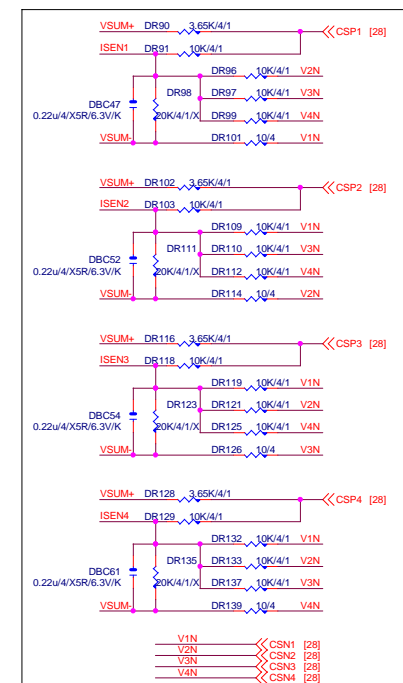 VSUM+ DR90 3.65K/4/1 CSP1 [28]
ISEN1 DR91 10K/4/1
DR96 10K/4/1 V2N
DR98 DR97 10K/4/1 V3N
DBC47
0.22u/4/X5R/6.3V/K 20K/4/1/X DR99 10K/4/1 V4N
VSUM- DR101 10/4 V1N
VSUM+ DR102 3.65K/4/1 CSP2 [28]
ISEN2 DR103 10K/4/1
DR109 10K/4/1 V1N
DR111 DR110 10K/4/1 V3N
DBC52
0.22u/4/X5R/6.3V/K 20K/4/1/X DR112 10K/4/1 V4N
VSUM- DR114 10/4 V2N
VSUM+ DR116 3.65K/4/1 CSP3 [28]
ISEN3 DR118 10K/4/1
DR119 10K/4/1 V1N
DR123 DR121 10K/4/1 V2N
DBC54
0.22u/4/X5R/6.3V/K 20K/4/1/X DR125 10K/4/1 V4N
VSUM- DR126 10/4 V3N
VSUM+ DR128 3.65K/4/1 CSP4 [28]
ISEN4 DR129 10K/4/1
DR132 10K/4/1 V1N
DR135 DR133 10K/4/1 V2N
DBC61
0.22u/4/X5R/6.3V/K 20K/4/1/X DR137 10K/4/1 V3N
VSUM- DR139 10/4 V4N
V1N CSN1 [28]
V2N CSN2 [28]
V3N CSN3 [28]
V4N CSN4 [28]